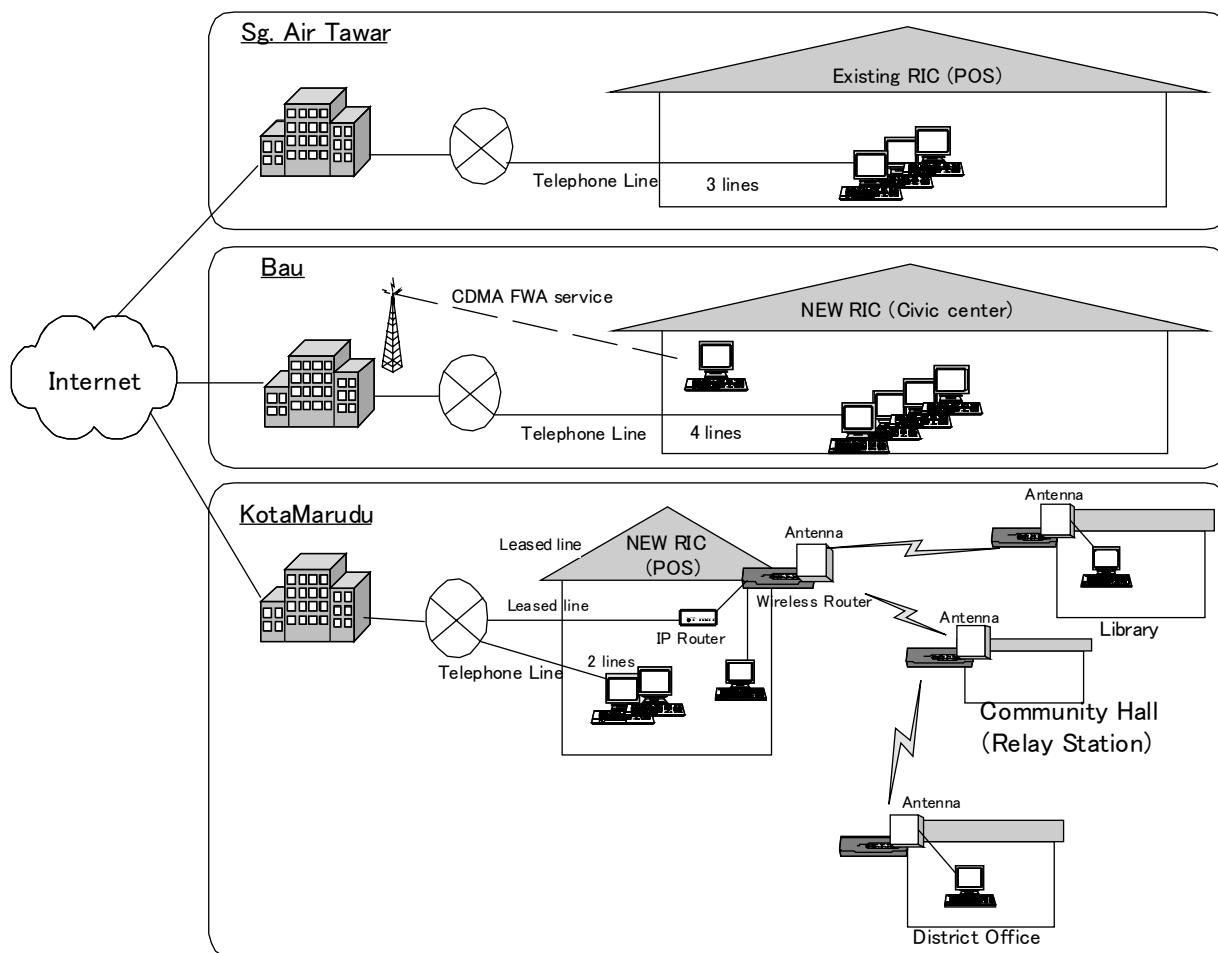 Sg. Air Tawar
Existing RIC (POS)
Telephone Line
3 lines
Bau
CDMA FWA service
NEW RIC (Civic center)
Internet
Telephone Line
4 lines
KotaMarudu
Leased line
NEW RIC
(POS)
Antenna
Antenna
Wireless Router
Leased line
IP Router
Antenna
Library
Telephone Line
2 lines
Community Hall
(Relay Station)
Antenna
District Office